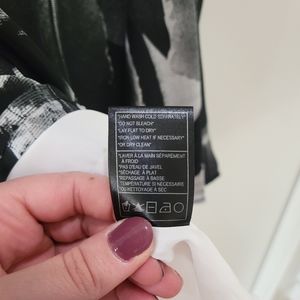 "HAND WASH COLD SEPARATELY"
"DO NOT BLEACH"
"LAY FLAT TO DRY"
"IRON LOW HEAT IF NECESSARY"
"OR DRY CLEAN"
"LAVER À LA MAIN SÉPARÉMENT
À FROID
"PAS D'EAU DE JAVEL
"SÉCHAGE À PLAT
"REPASSAGE À BASSE
TEMPÉRATURE SI NÉCESSAIRE
OU NETTOYAGE À SEC